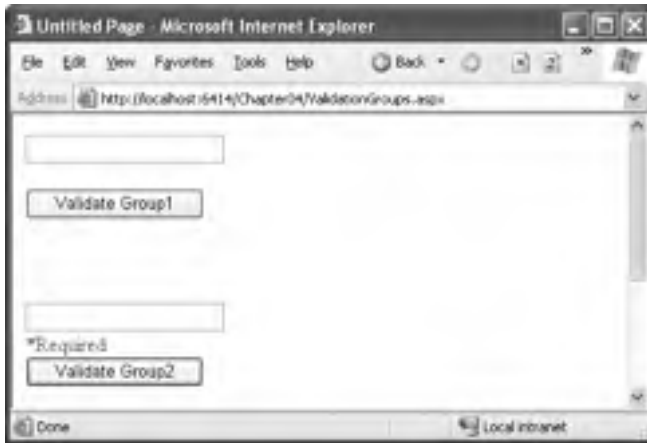 Untitled Page - Microsoft Internet Explorer
File Edit View Favorites Tools Help Back
Address http://localhost:6414/Chapter04/ValidationGroups.aspx
Validate Group1
*Required
Validate Group2
Done Local intranet